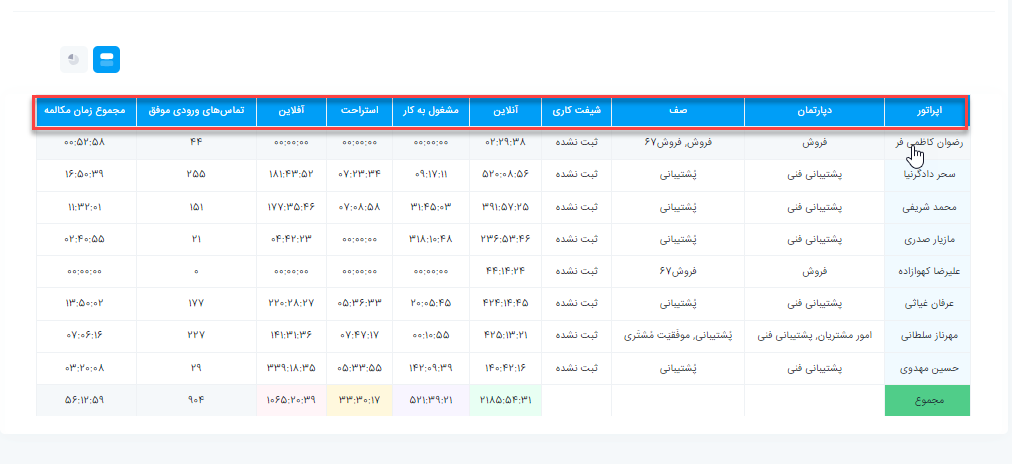 اپراتور دپارتمان صف شیفت کاری آنلاین مشغول به کار استراحت آفلاین تماس‌های ورودی موفق مجموع زمان مکالمه
رضوان کاظمی فر فروش فروش, فروش۶۷ ثبت نشده ۰۲:۲۹:۳۸ ۰۰:۰۰:۰۰ ۰۰:۰۰:۰۰ ۰۰:۰۰:۰۰ ۴۴ ۰۰:۵۲:۵۸
سحر دادگرنیا پشتیبانی فنی پُشتیبانی ثبت نشده ۵۲۰:۰۸:۵۶ ۰۹:۱۷:۱۱ ۰۷:۲۳:۳۴ ۱۸۱:۴۳:۵۲ ۲۵۵ ۱۶:۵۰:۳۹
محمد شریفی پشتیبانی فنی پُشتیبانی ثبت نشده ۳۹۱:۵۷:۲۵ ۳۱:۴۵:۰۳ ۰۷:۰۸:۵۸ ۱۷۷:۳۵:۴۶ ۱۵۱ ۱۱:۳۲:۰۱
مازیار صدری پشتیبانی فنی پُشتیبانی ثبت نشده ۲۳۶:۵۳:۴۶ ۳۱۸:۱۰:۴۸ ۰۰:۰۰:۰۰ ۰۴:۴۲:۲۳ ۲۱ ۰۲:۴۰:۵۵
علیرضا کهوازاده فروش فروش۶۷ ثبت نشده ۴۴:۱۴:۲۴ ۰۰:۰۰:۰۰ ۰۰:۰۰:۰۰ ۰۰:۰۰:۰۰ ۰ ۰۰:۰۰:۰۰
عرفان غیاثی پشتیبانی فنی پُشتیبانی ثبت نشده ۴۲۴:۱۴:۴۵ ۲۰:۰۵:۴۵ ۰۵:۳۶:۳۳ ۲۲۰:۲۸:۲۷ ۱۷۷ ۱۳:۵۰:۰۲
مهرناز سلطانی امور مشتریان, پشتیبانی فنی پُشتیبانی, موفقیّت مُشتَری ثبت نشده ۴۲۵:۱۳:۲۱ ۰۰:۱۰:۵۵ ۰۷:۴۷:۱۷ ۱۴۱:۳۱:۳۶ ۲۲۷ ۰۷:۰۶:۱۶
حسین مهدوی پشتیبانی فنی پُشتیبانی ثبت نشده ۱۴۰:۴۲:۱۶ ۱۴۲:۰۹:۳۹ ۰۵:۳۳:۵۵ ۳۳۹:۱۸:۳۵ ۲۹ ۰۳:۲۰:۰۸
مجموع ۲۱۸۵:۵۴:۳۱ ۵۲۱:۳۹:۲۱ ۳۳:۳۰:۱۷ ۱۰۶۵:۲۰:۳۹ ۹۰۴ ۵۶:۱۲:۵۹